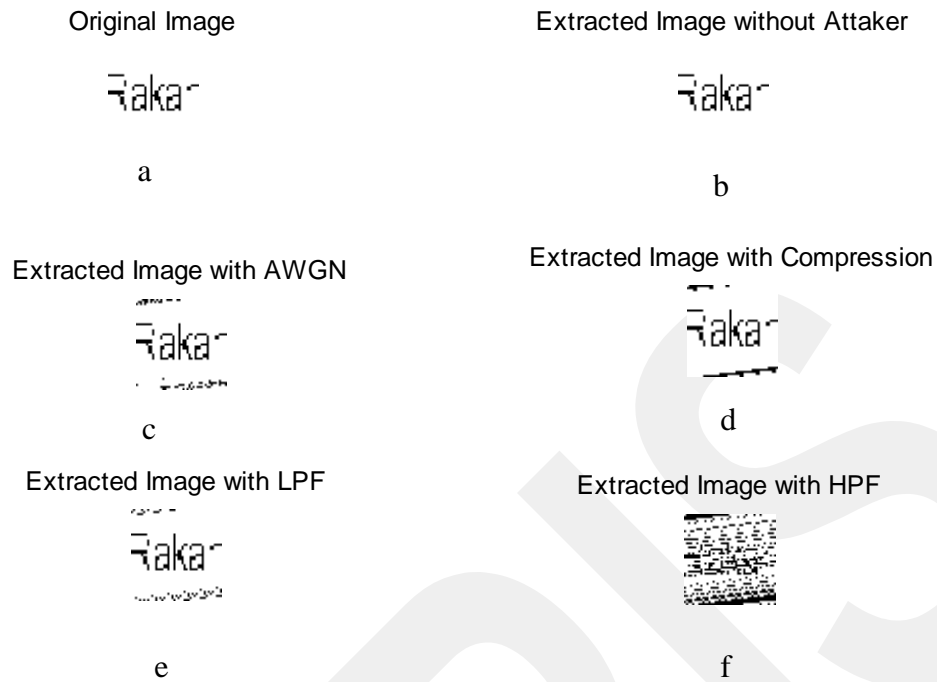 Original Image
Extracted Image without Attaker
Rakar
Rakar
a
b
Extracted Image with AWGN
Extracted Image with Compression
Rakar
Rakar
c
d
Extracted Image with LPF
Extracted Image with HPF
Rakar
e
f